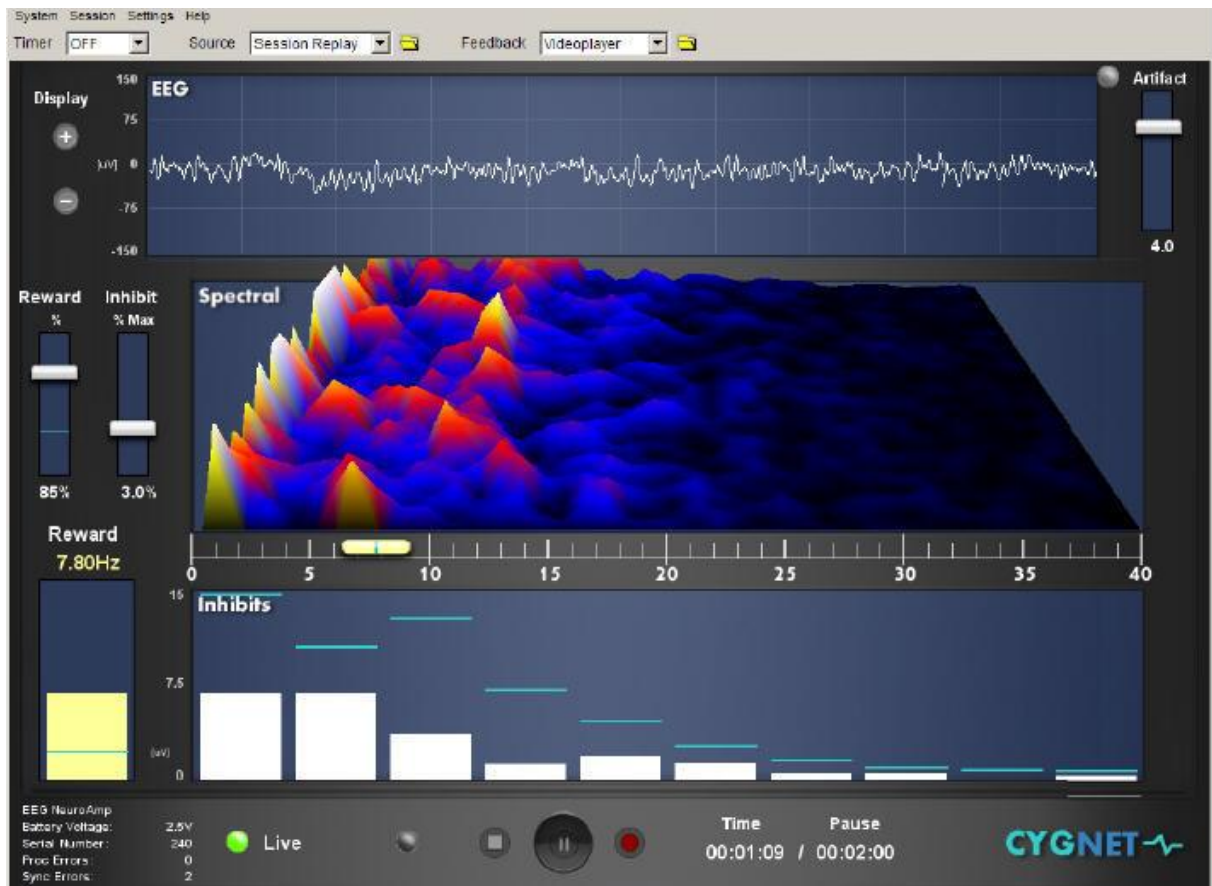 System Session Settings Help
Timer OFF Source Session Replay Feedback Videoplayer
Display
150
75
[uV] 0
-75
-150
EEG
Artifact
4.0
Reward Inhibit
% % Max
85% 3.0%
Spectral
0 5 10 15 20 25 30 35 40
Reward
7.80Hz
Inhibits
15
7.5
[uV]
0
EEG NeuroAmp
Battery Voltage: 2.5V
Serial Number: 240
Proc Errors: 0
Sync Errors: 2
Live
Time Pause
00:01:09 / 00:02:00
CYGNET